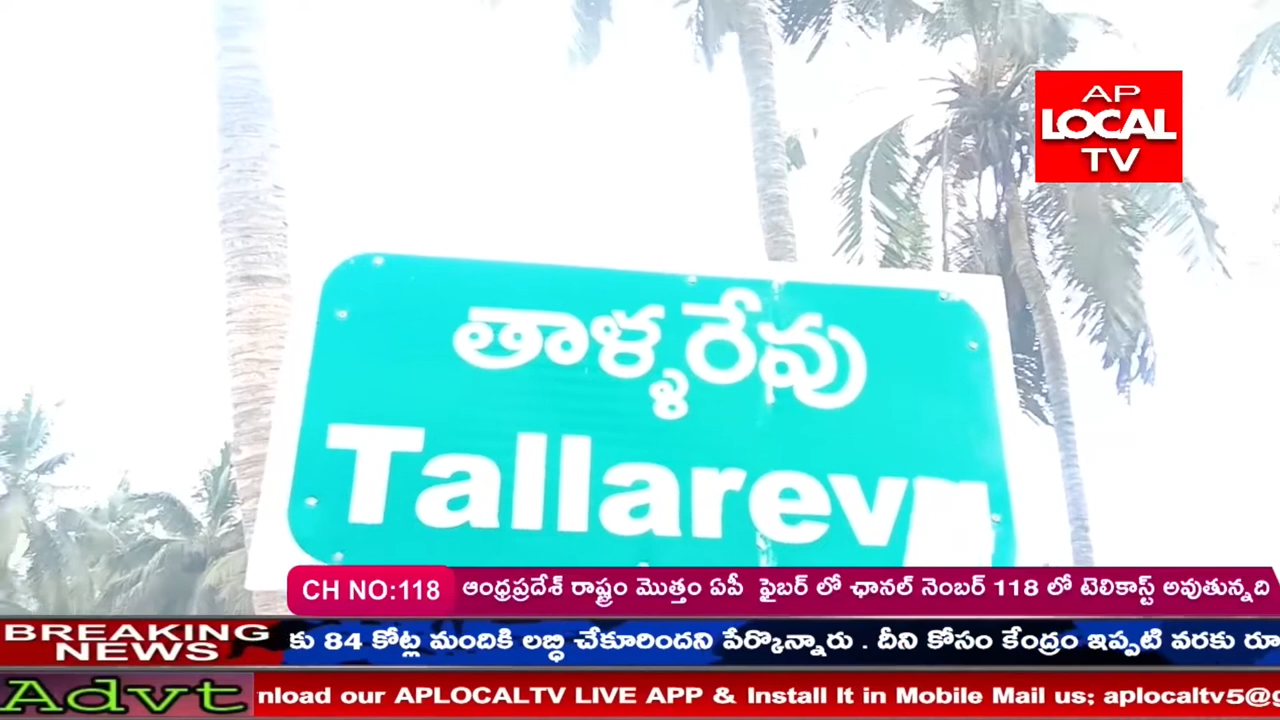 AP
LOCAL
TV
తాళ్ళరేవు
Tallarev
CH NO:118 ఆంధ్రప్రదేశ్ రాష్ట్రం మొత్తం ఏపీ ఫైబర్ లో ఛానల్ నెంబర్ 118 లో టెలికాస్ట్ అవుతున్నది
BREAKING
NEWS
కు 84 కోట్ల మందికి లబ్ధి చేకూరిందని పేర్కొన్నారు . దీని కోసం కేంద్రం ఇప్పటి వరకు రూ
Advt
nload our APLOCALTV LIVE APP & Install It in Mobile Mail us; aplocaltv5@